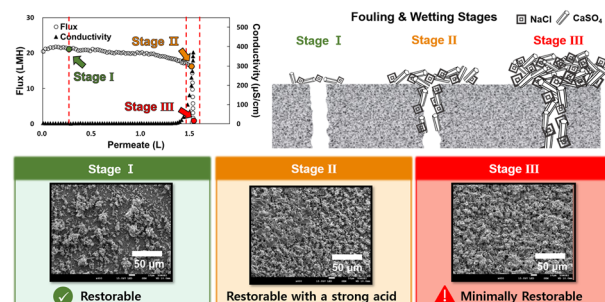 Flux
Conductivity
Fouling & Wetting Stages
NaCl
CaSO₄
Stage Ⅰ
Stage Ⅱ
Stage Ⅲ
Flux (LMH)
30
20
10
0
Conductivity (μS/cm)
500
400
300
200
100
0
Stage Ⅱ
Stage Ⅰ
Stage Ⅲ
0.0
0.5
1.0
1.5
2.0
Permeate (L)
Stage Ⅰ
Stage Ⅱ
Stage Ⅲ
50 μm
50 μm
50 μm
Restorable
Restorable with a strong acid
Minimally Restorable